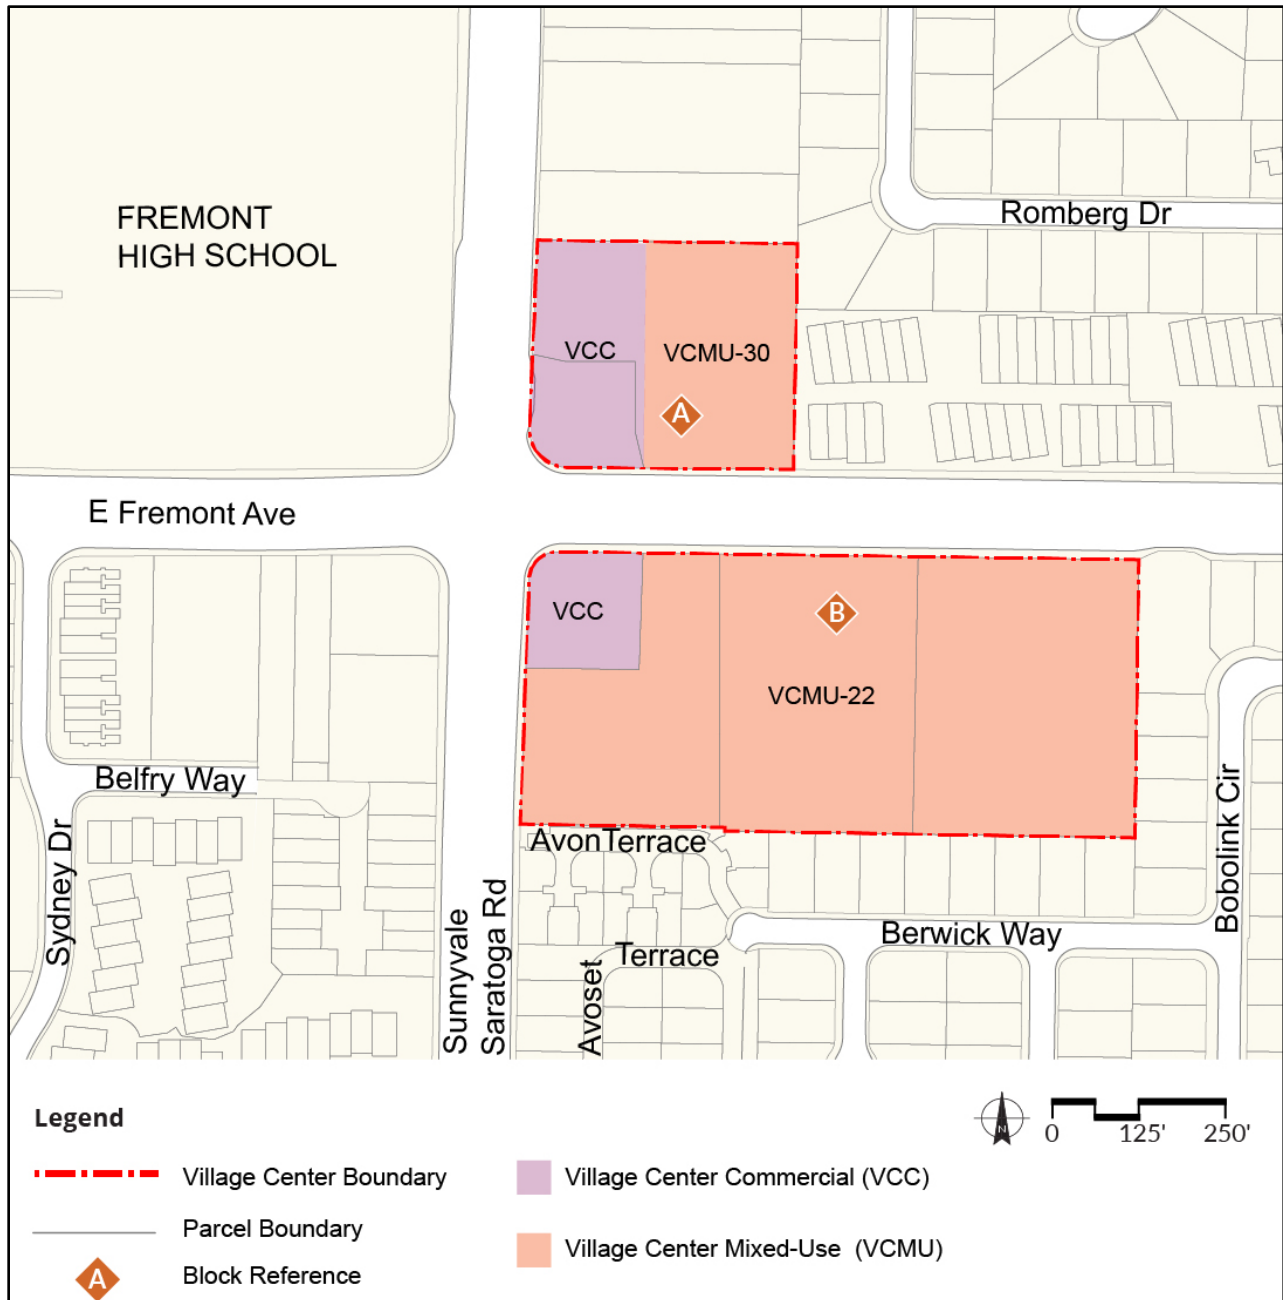 FREMONT
HIGH SCHOOL
Romberg Dr
VCC
VCMU-30
A
E Fremont Ave
VCC
B
VCMU-22
Belfry Way
Sydney Dr
Sunnyvale
Saratoga Rd
AvonTerrace
Avoset
Terrace
Berwick Way
Bobolink Cir
Legend
Village Center Boundary
Parcel Boundary
A
Block Reference
Village Center Commercial (VCC)
Village Center Mixed-Use (VCMU)
N
0 125' 250'